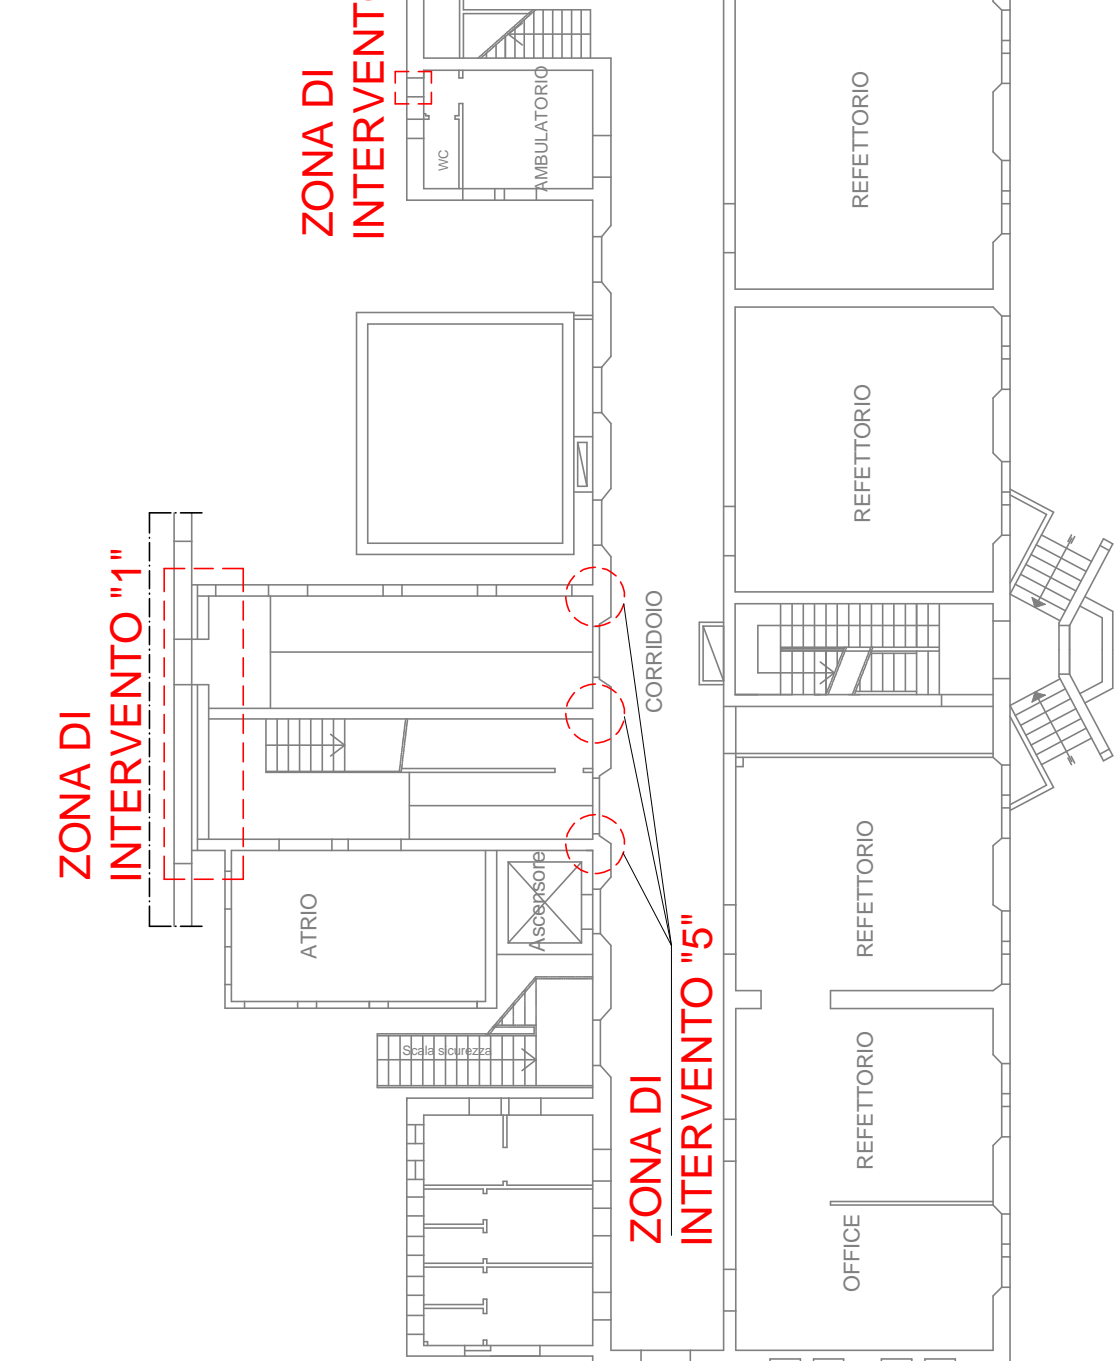 ZONA DI
INTERVENTO
WC
AMBULATORIO
REFETTORIO
REFETTORIO
ZONA DI
INTERVENTO "1"
CORRIDOIO
ATRIO
Ascensore
REFETTORIO
Scala sicurezza
ZONA DI
INTERVENTO "5"
REFETTORIO
OFFICE